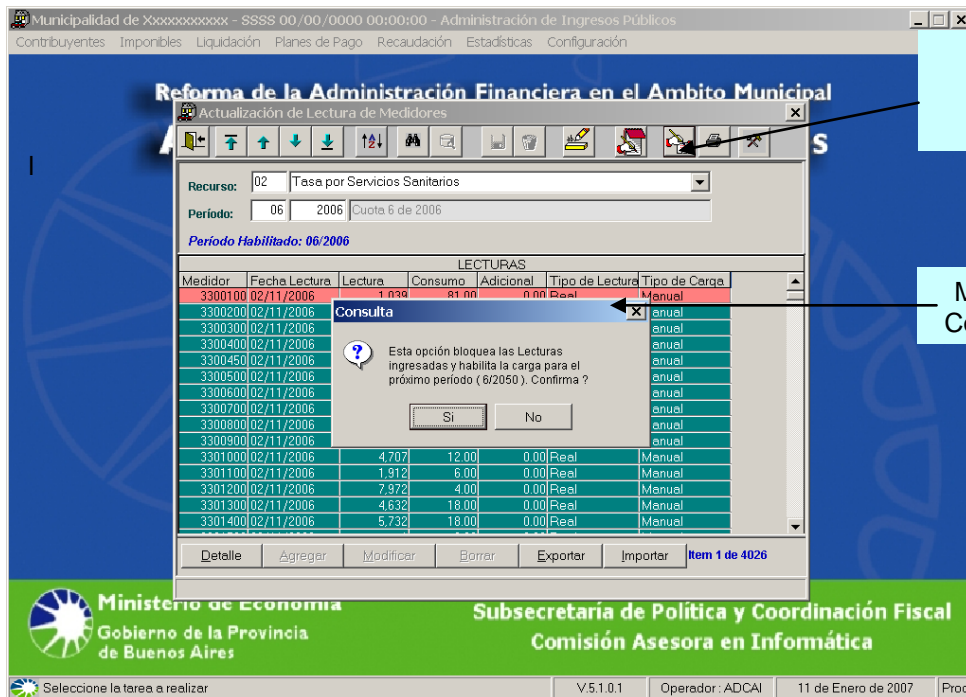 Municipalidad de Xxxxxxxxxxx - SSSS 00/00/0000 00:00:00 - Administración de Ingresos Públicos
Contribuyentes Imponibles Liquidación Planes de Pago Recaudación Estadísticas Configuración
Reforma de la Administración Financiera en el Ambito Municipal
Actualización de Lectura de Medidores
Recurso: 02 Tasa por Servicios Sanitarios
Período: 06 2006 Cuota 6 de 2006
Período Habilitado: 06/2006
LECTURAS
Medidor Fecha Lectura Lectura Consumo Adicional Tipo de Lectura Tipo de Carga
3300100 02/11/2006 1,039 81.00 0.00 Real Manual
3300200 02/11/2006 anual
3300300 02/11/2006 anual
3300400 02/11/2006 anual
3300450 02/11/2006 anual
3300500 02/11/2006 anual
3300600 02/11/2006 anual
3300700 02/11/2006 anual
3300800 02/11/2006 anual
3300900 02/11/2006 anual
3301000 02/11/2006 4,707 12.00 0.00 Real Manual
3301100 02/11/2006 1,912 6.00 0.00 Real Manual
3301200 02/11/2006 7,972 4.00 0.00 Real Manual
3301300 02/11/2006 4,632 18.00 0.00 Real Manual
3301400 02/11/2006 5,732 18.00 0.00 Real Manual
Consulta
Esta opción bloquea las Lecturas
ingresadas y habilita la carga para el
próximo período ( 6/2050 ). Confirma ?
Si No
M
Co
Detalle Agregar Modificar Borrar Exportar Importar Item 1 de 4026
Ministerio de Economía
Gobierno de la Provincia
de Buenos Aires
Subsecretaría de Política y Coordinación Fiscal
Comisión Asesora en Informática
Seleccione la tarea a realizar V.5.1.0.1 Operador : ADCAI 11 de Enero de 2007 Proc